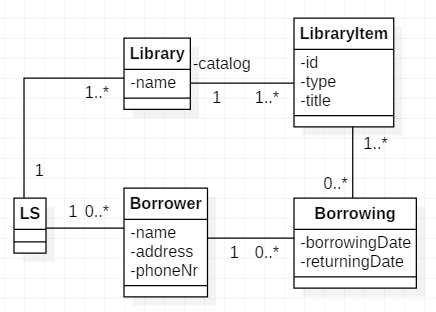 LibraryItem
-id
-type
-title
Library
-name
-catalog
1..*
1
1..*
1..*
1
0..*
LS
1 0..*
Borrower
-name
-address
-phoneNr
1
0..*
Borrowing
-borrowingDate
-returningDate